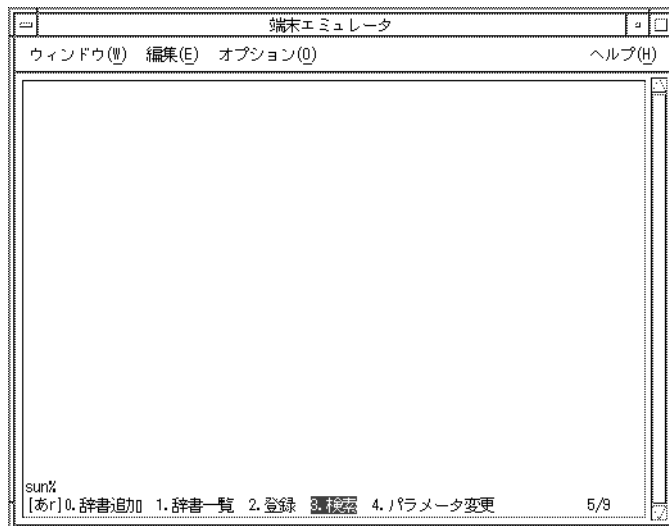 端末エミュレータ
ウィンドウ(W) 編集(E) オプション(O) ヘルプ(H)
sun%
[あr]0.辞書追加 1.辞書一覧 2.登録 3.検索 4.パラメータ変更 5/9